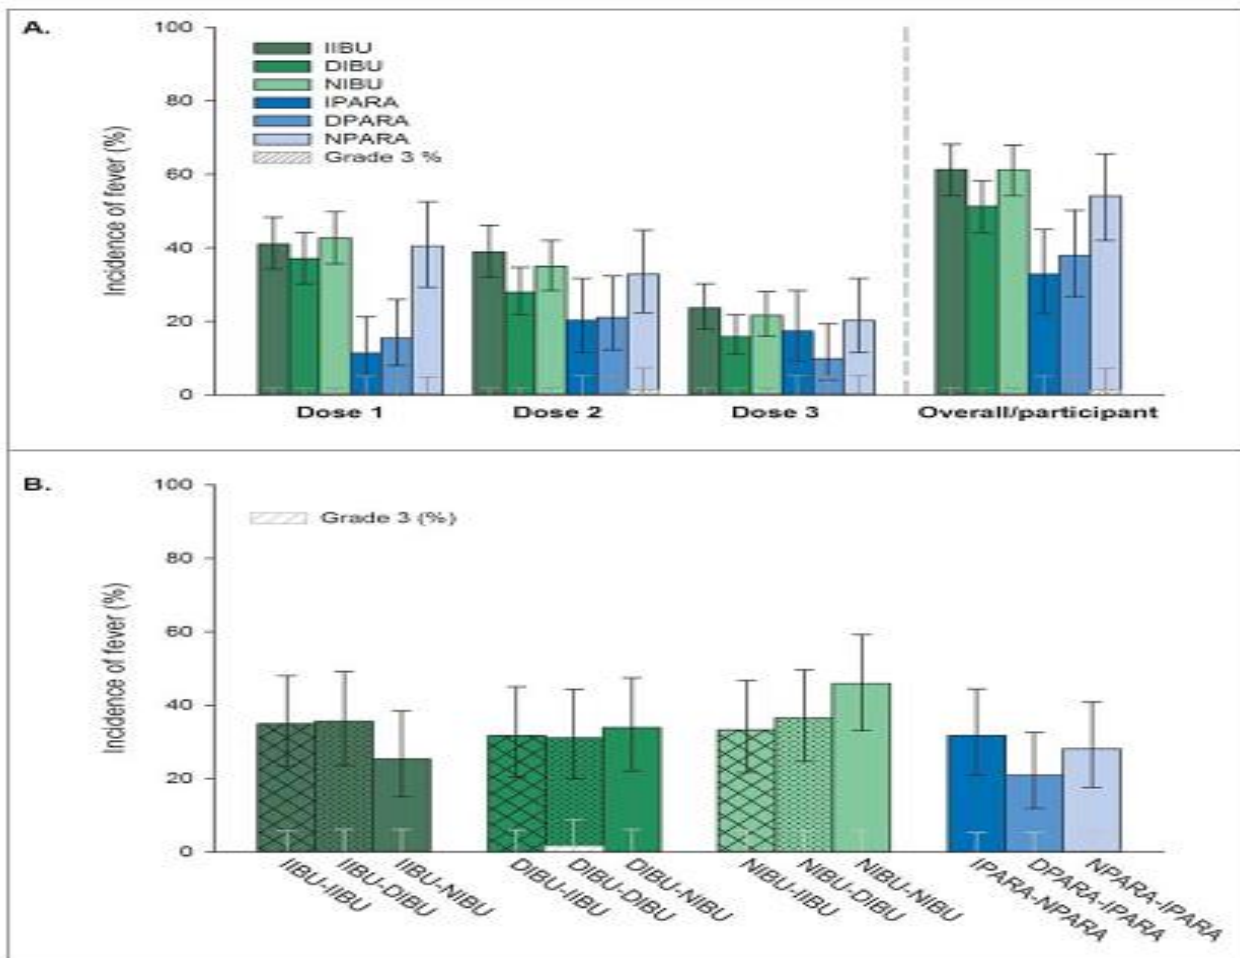 A.
Incidence of fever (%)
100
80
60
40
20
0
IIBU
DIBU
NIBU
IPARA
DPARA
NPARA
Grade 3 %
Dose 1 Dose 2 Dose 3 Overall/participant
B.
Incidence of fever (%)
100
80
60
40
20
0
Grade 3 (%)
IIBU-IIBU
IIBU-DIBU
IIBU-NIBU
DIBU-IIBU
DIBU-DIBU
DIBU-NIBU
NIBU-IIBU
NIBU-DIBU
NIBU-NIBU
IPARA-NPARA
DPARA-IPARA
NPARA-IPARA